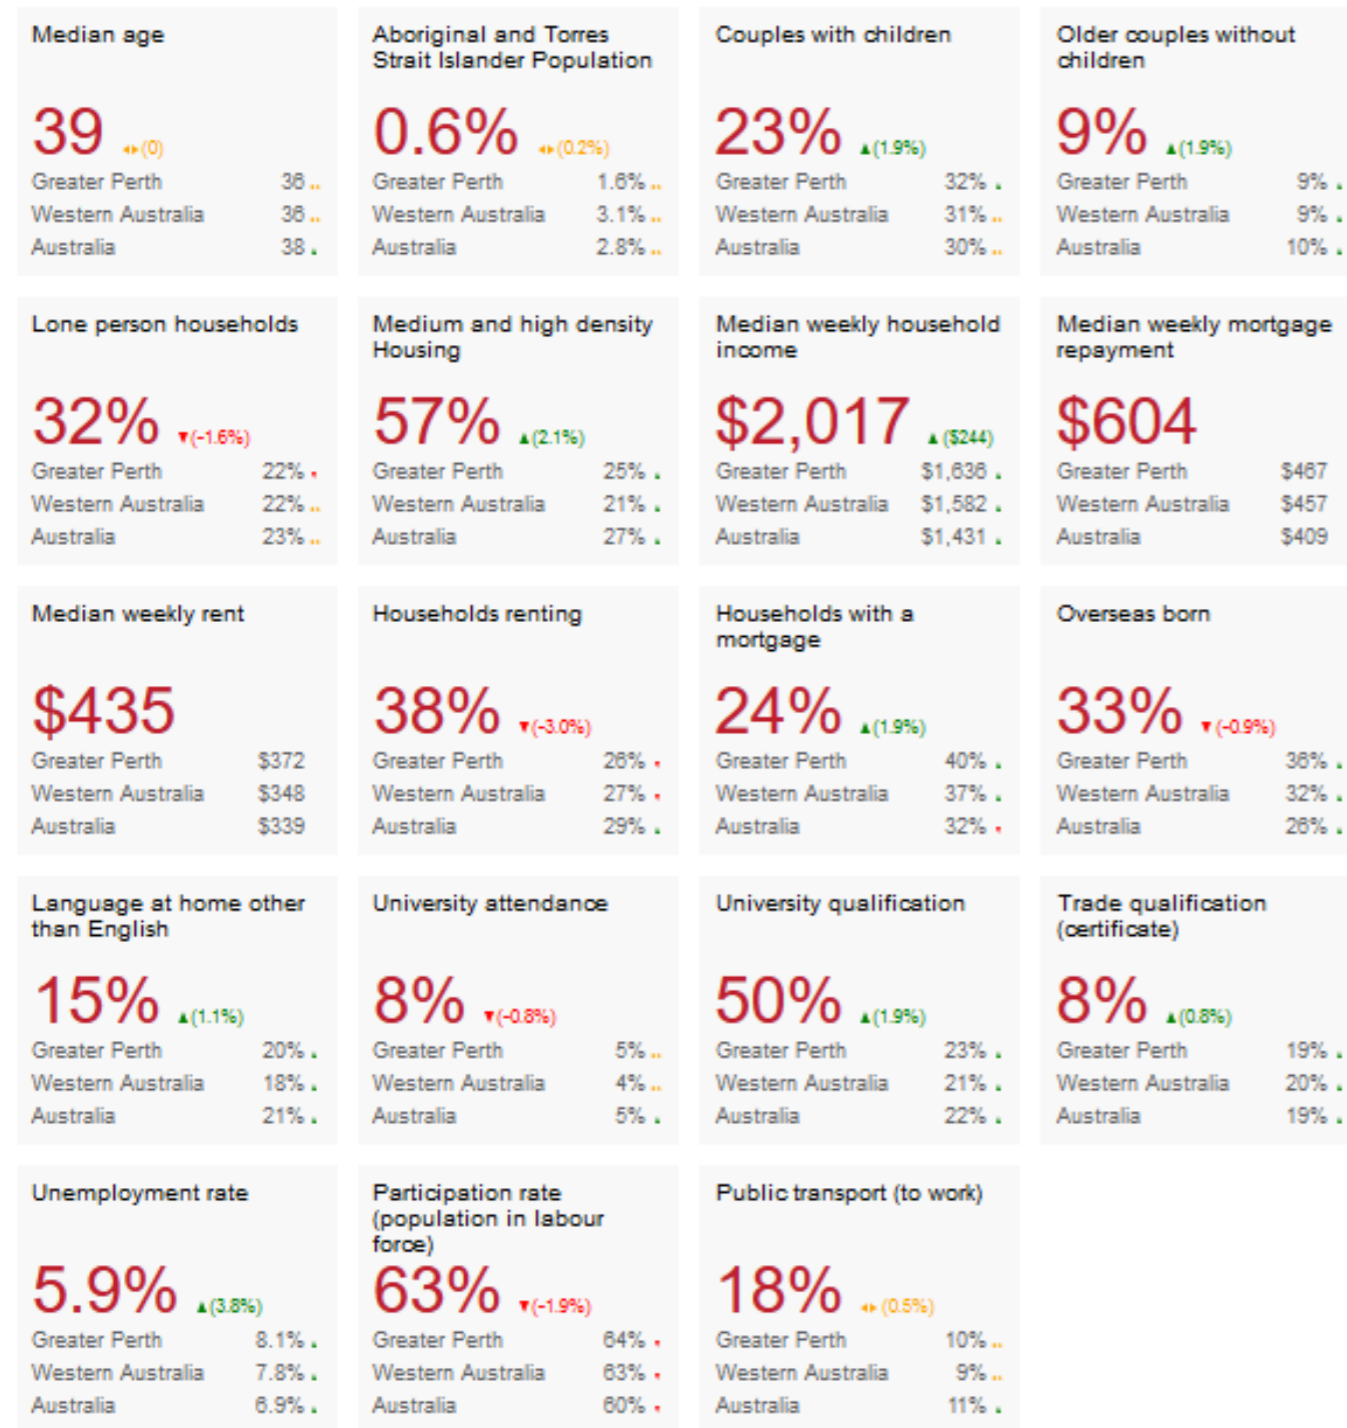 Median age
39 (0)
Greater Perth 36
Western Australia 36
Australia 38
Aboriginal and Torres
Strait Islander Population
0.6% (0.2%)
Greater Perth 1.6%
Western Australia 3.1%
Australia 2.8%
Couples with children
23% ▲(1.9%)
Greater Perth 32%
Western Australia 31%
Australia 30%
Older couples without
children
9% ▲(1.9%)
Greater Perth 9%
Western Australia 9%
Australia 10%
Lone person households
32% ▼(-1.6%)
Greater Perth 22%
Western Australia 22%
Australia 23%
Medium and high density
Housing
57% ▲(2.1%)
Greater Perth 25%
Western Australia 21%
Australia 27%
Median weekly household
income
$2,017 ▲($244)
Greater Perth $1,636
Western Australia $1,582
Australia $1,431
Median weekly mortgage
repayment
$604
Greater Perth $467
Western Australia $457
Australia $409
Median weekly rent
$435
Greater Perth $372
Western Australia $348
Australia $339
Households renting
38% ▼(-3.0%)
Greater Perth 26%
Western Australia 27%
Australia 29%
Households with a
mortgage
24% ▲(1.9%)
Greater Perth 40%
Western Australia 37%
Australia 32%
Overseas born
33% ▼(-0.9%)
Greater Perth 36%
Western Australia 32%
Australia 26%
Language at home other
than English
15% ▲(1.1%)
Greater Perth 20%
Western Australia 18%
Australia 21%
University attendance
8% ▼(-0.8%)
Greater Perth 5%
Western Australia 4%
Australia 5%
University qualification
50% ▲(1.9%)
Greater Perth 23%
Western Australia 21%
Australia 22%
Trade qualification
(certificate)
8% ▲(0.8%)
Greater Perth 19%
Western Australia 20%
Australia 19%
Unemployment rate
5.9% ▲(3.8%)
Greater Perth 8.1%
Western Australia 7.8%
Australia 6.9%
Participation rate
(population in labour
force)
63% ▼(-1.9%)
Greater Perth 64%
Western Australia 63%
Australia 60%
Public transport (to work)
18% (0.5%)
Greater Perth 10%
Western Australia 9%
Australia 11%